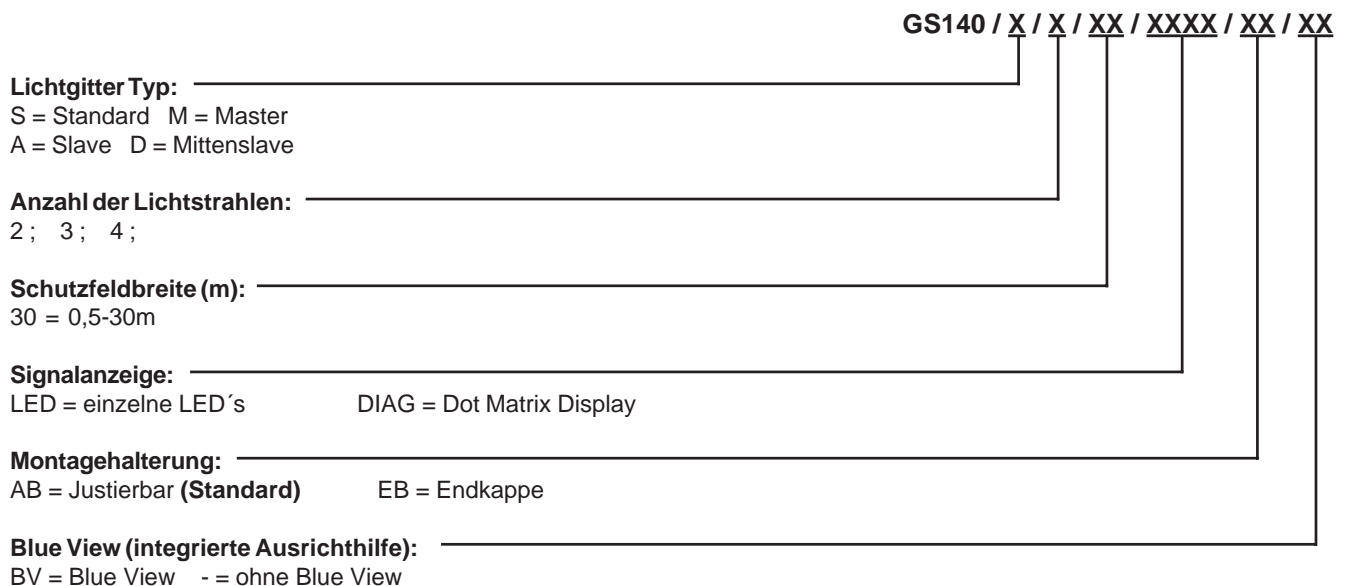 GS140 / X / X / XX / XXXX / XX / XX
Lichtgitter Typ:
S = Standard M = Master
A = Slave D = Mittenslave
Anzahl der Lichtstrahlen:
2 ; 3 ; 4 ;
Schutzfeldbreite (m):
30 = 0,5-30m
Signalanzeige:
LED = einzelne LED´s DIAG = Dot Matrix Display
Montagehalterung:
AB = Justierbar (Standard) EB = Endkappe
Blue View (integrierte Ausrichthilfe):
BV = Blue View - = ohne Blue View